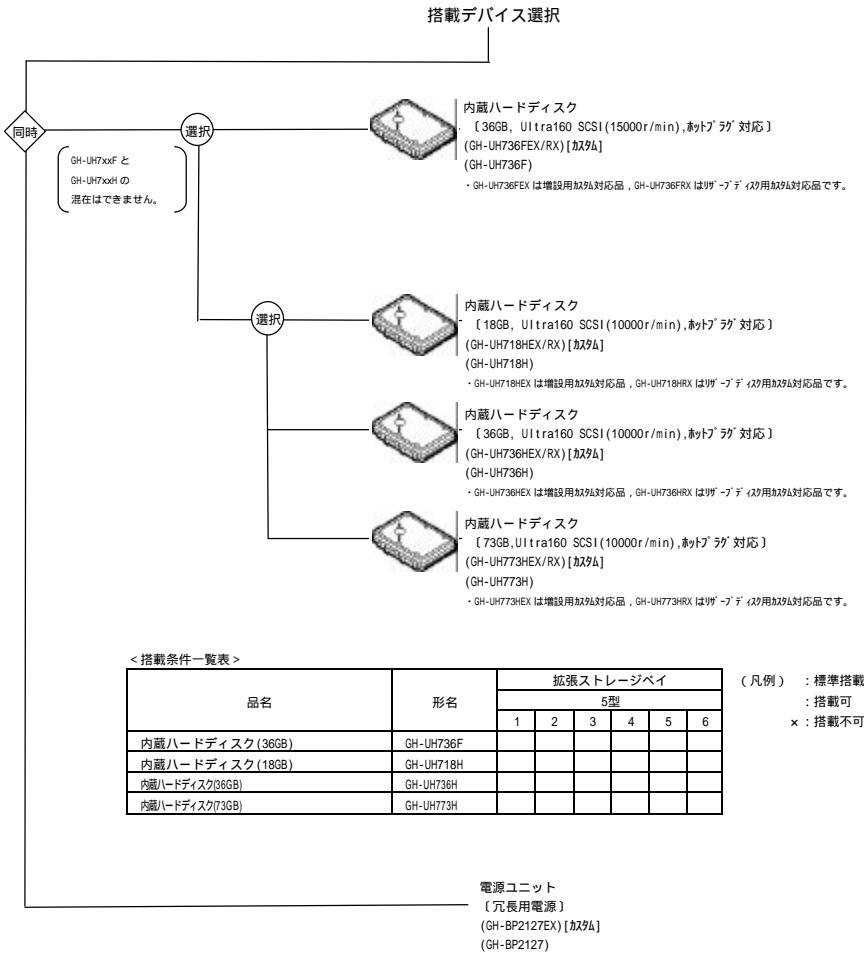 搭載デバイス選択
同時
選択
GH-UH7xxF と
GH-UH7xxH の
混在はできません。
内蔵ハードディスク
〔36GB, Ultra160 SCSI(15000r/min),ﾎｯﾄﾌﾟﾗｸﾞ対応〕
(GH-UH736FEX/RX)[ｶｽﾀﾑ]
(GH-UH736F)
・GH-UH736FEX は増設用ｶｽﾀﾑ対応品，GH-UH736FRX はﾘｻﾞｰﾌﾞﾃﾞｨｽｸ用ｶｽﾀﾑ対応品です。
選択
内蔵ハードディスク
〔18GB, Ultra160 SCSI(10000r/min),ﾎｯﾄﾌﾟﾗｸﾞ対応〕
(GH-UH718HEX/RX)[ｶｽﾀﾑ]
(GH-UH718H)
・GH-UH718HEX は増設用ｶｽﾀﾑ対応品，GH-UH718HRX はﾘｻﾞｰﾌﾞﾃﾞｨｽｸ用ｶｽﾀﾑ対応品です。
内蔵ハードディスク
〔36GB, Ultra160 SCSI(10000r/min),ﾎｯﾄﾌﾟﾗｸﾞ対応〕
(GH-UH736HEX/RX)[ｶｽﾀﾑ]
(GH-UH736H)
・GH-UH736HEX は増設用ｶｽﾀﾑ対応品，GH-UH736HRX はﾘｻﾞｰﾌﾞﾃﾞｨｽｸ用ｶｽﾀﾑ対応品です。
内蔵ハードディスク
〔73GB,Ultra160 SCSI(10000r/min),ﾎｯﾄﾌﾟﾗｸﾞ対応〕
(GH-UH773HEX/RX)[ｶｽﾀﾑ]
(GH-UH773H)
・GH-UH773HEX は増設用ｶｽﾀﾑ対応品，GH-UH773HRX はﾘｻﾞｰﾌﾞﾃﾞｨｽｸ用ｶｽﾀﾑ対応品です。
<搭載条件一覧表>
品名 形名 拡張ストレージベイ
5型
1 2 3 4 5 6
内蔵ハードディスク(36GB) GH-UH736F
内蔵ハードディスク(18GB) GH-UH718H
内蔵ハードディスク(36GB) GH-UH736H
内蔵ハードディスク(73GB) GH-UH773H
（凡例） ：標準搭載
：搭載可
×：搭載不可
電源ユニット
〔冗長用電源〕
(GH-BP2127EX)[ｶｽﾀﾑ]
(GH-BP2127)